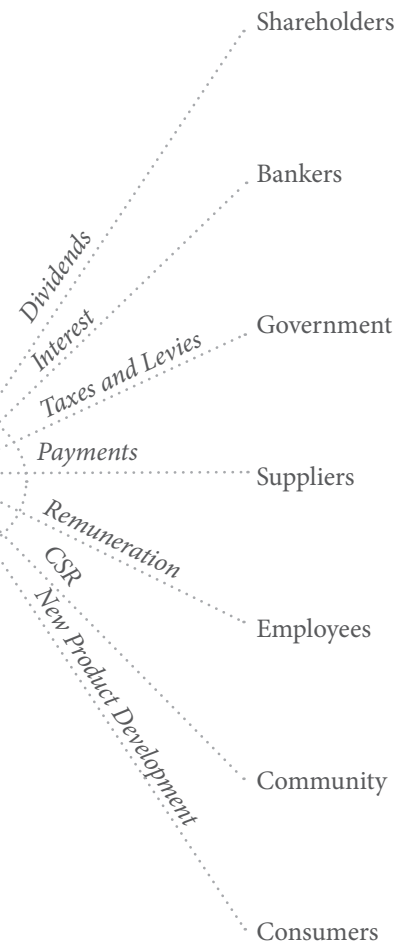 Shareholders
Dividends
Bankers
Interest
Government
Taxes and Levies
Payments
Suppliers
Remuneration
Employees
CSR
Community
New Product Development
Consumers